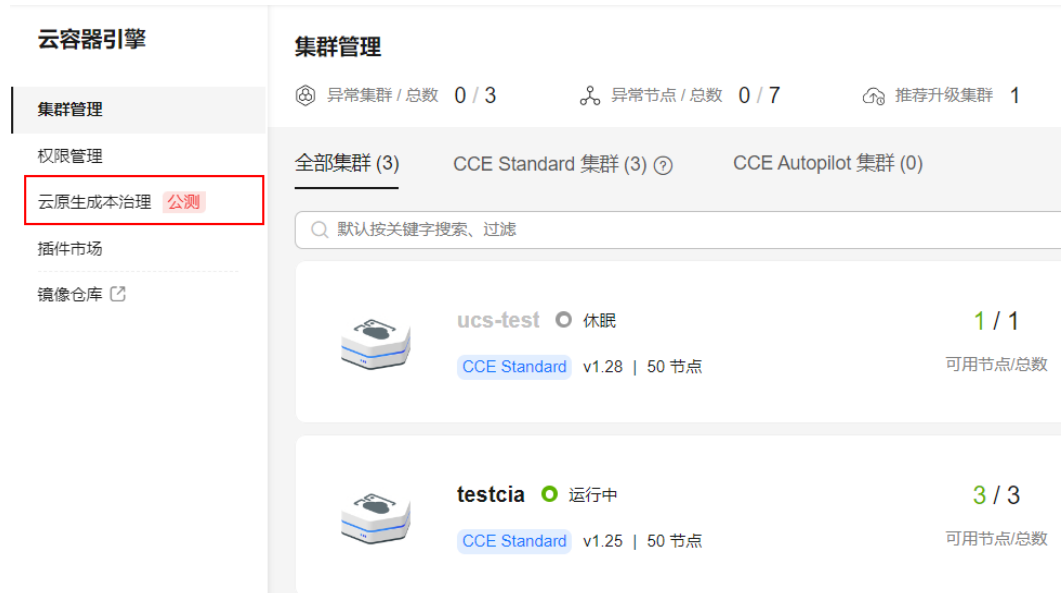 云容器引擎
集群管理
权限管理
云原生成本治理 公测
插件市场
镜像仓库
集群管理
异常集群 / 总数 0 / 3 异常节点 / 总数 0 / 7 推荐升级集群 1
全部集群 (3) CCE Standard 集群 (3) ? CCE Autopilot 集群 (0)
默认按关键字搜索、过滤
ucs-test 休眠 1 / 1
CCE Standard v1.28 | 50 节点 可用节点/总数
testcia 运行中 3 / 3
CCE Standard v1.25 | 50 节点 可用节点/总数